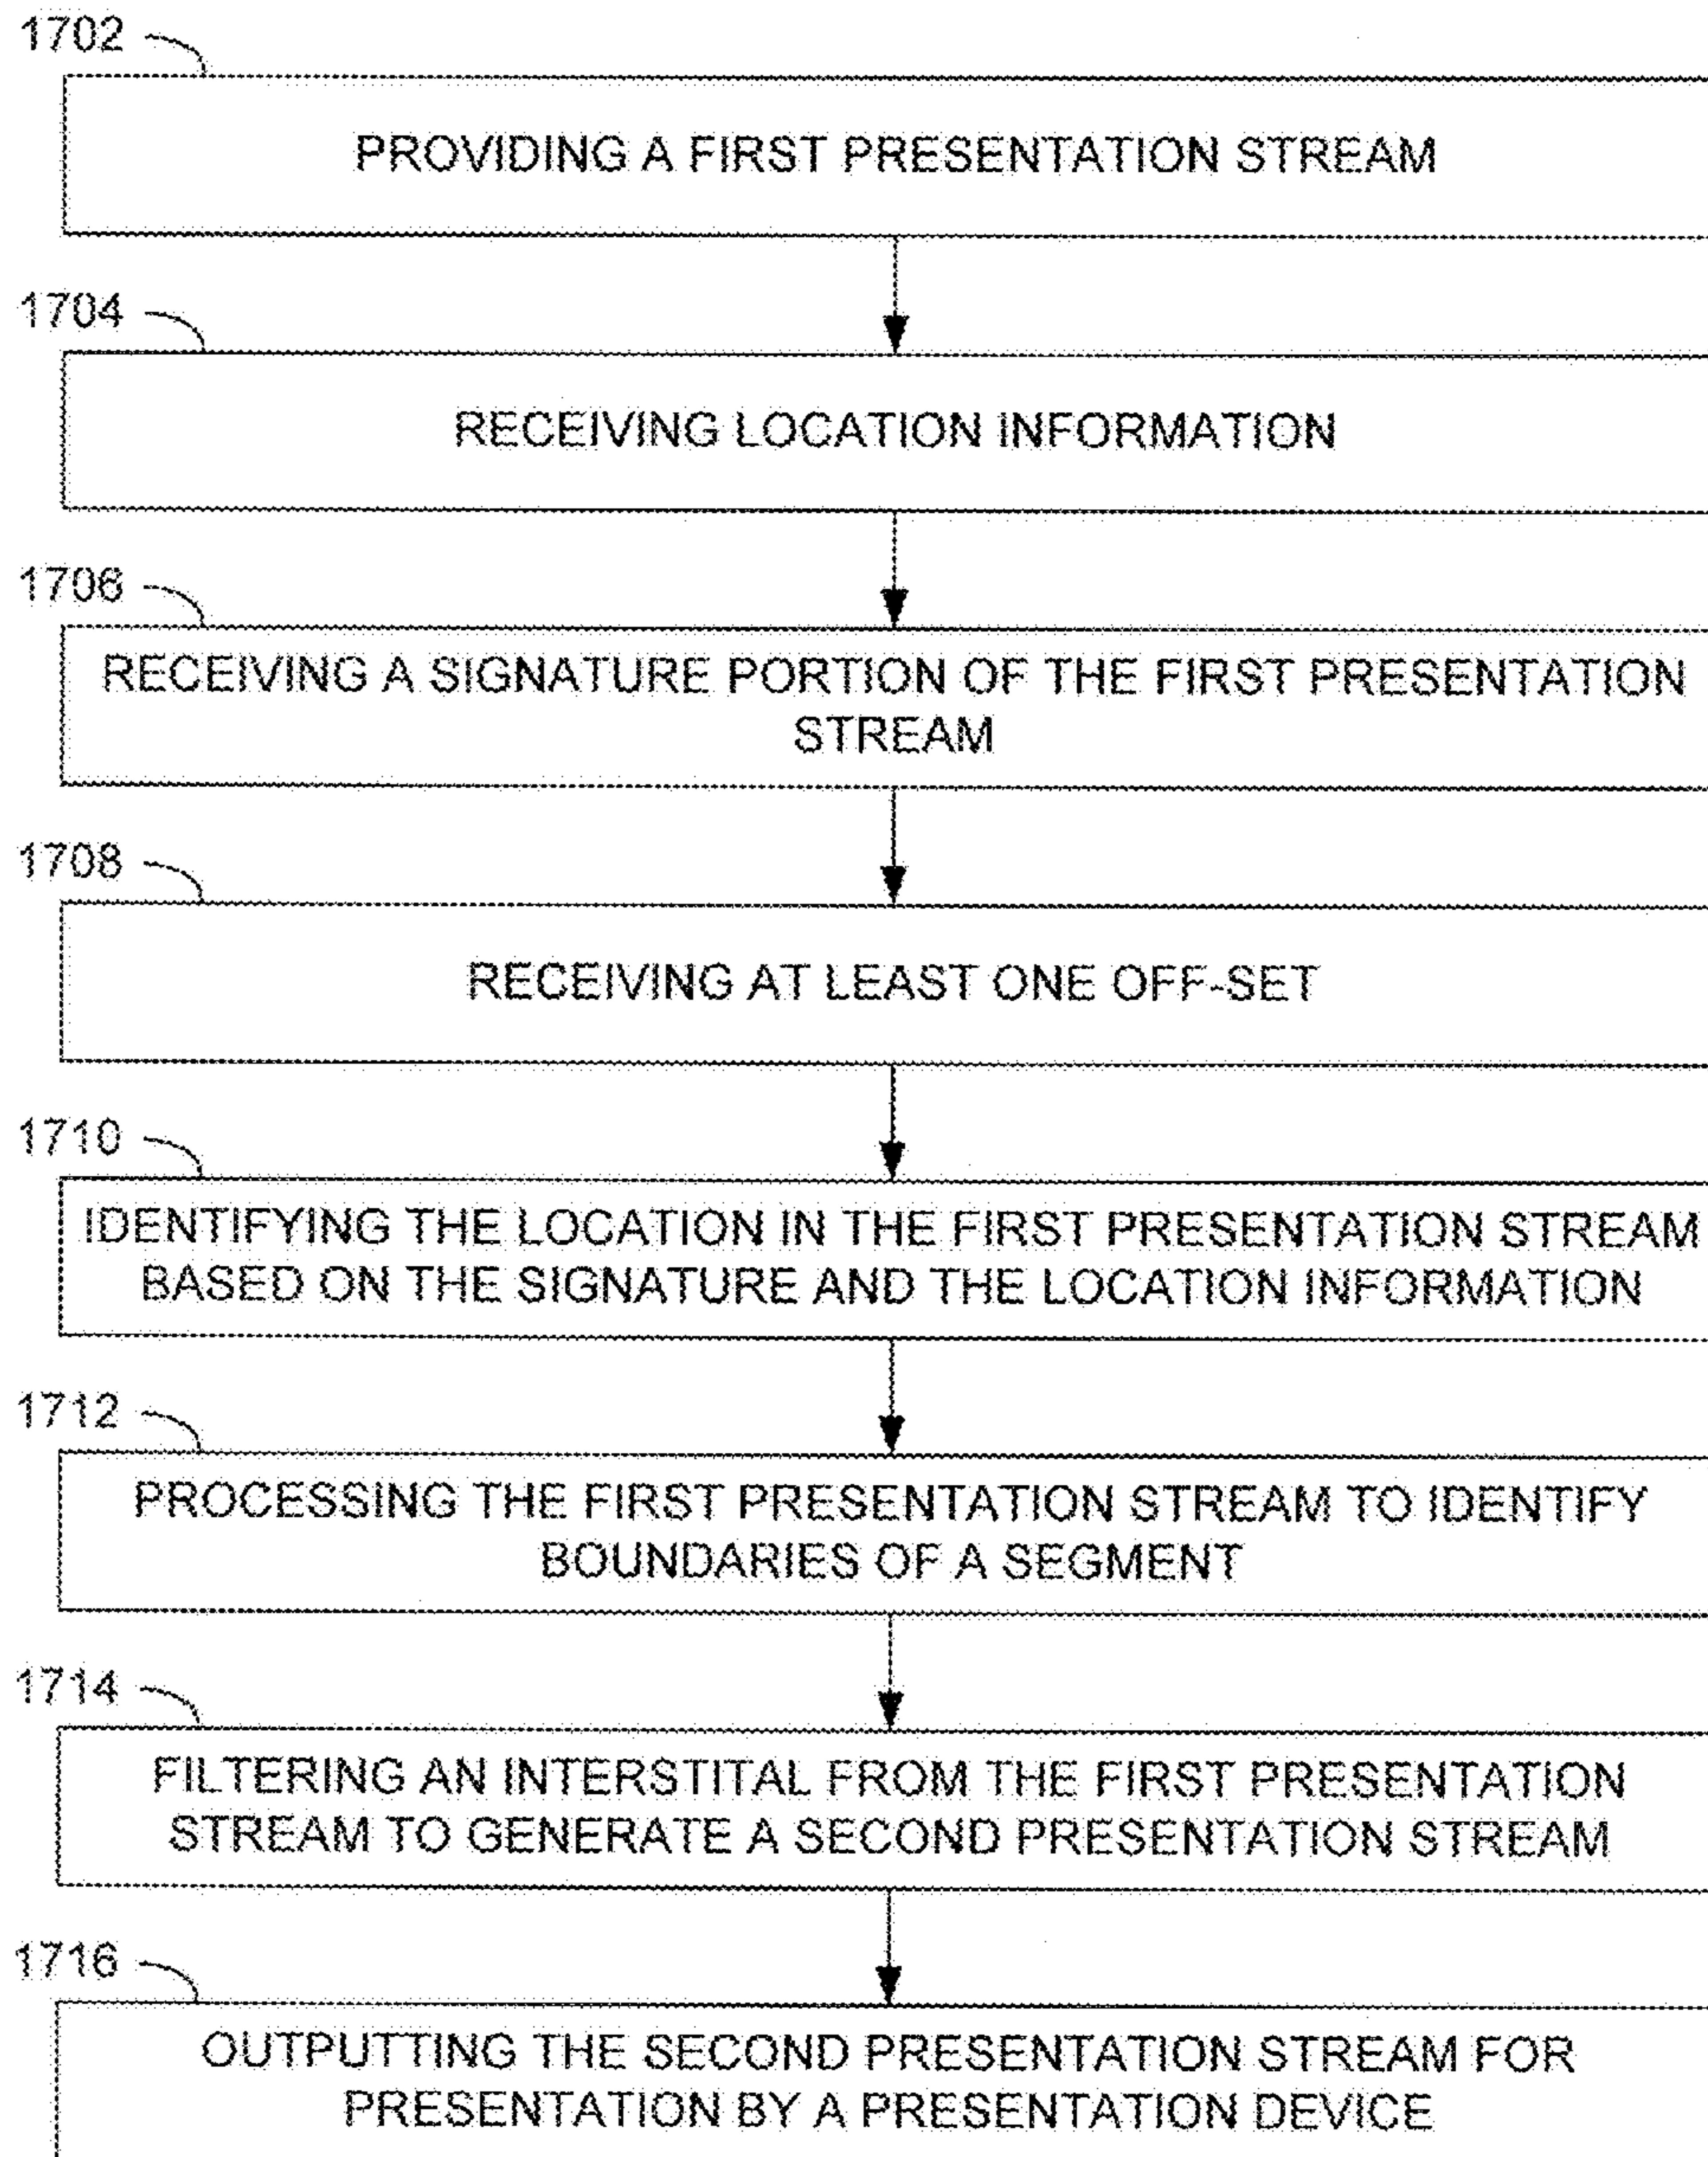 1702
PROVIDING A FIRST PRESENTATION STREAM
1704
RECEIVING LOCATION INFORMATION
1706
RECEIVING A SIGNATURE PORTION OF THE FIRST PRESENTATION
STREAM
1708
RECEIVING AT LEAST ONE OFF-SET
1710
IDENTIFYING THE LOCATION IN THE FIRST PRESENTATION STREAM
BASED ON THE SIGNATURE AND THE LOCATION INFORMATION
1712
PROCESSING THE FIRST PRESENTATION STREAM TO IDENTIFY
BOUNDARIES OF A SEGMENT
1714
FILTERING AN INTERSTITAL FROM THE FIRST PRESENTATION
STREAM TO GENERATE A SECOND PRESENTATION STREAM
1716
OUTPUTTING THE SECOND PRESENTATION STREAM FOR
PRESENTATION BY A PRESENTATION DEVICE